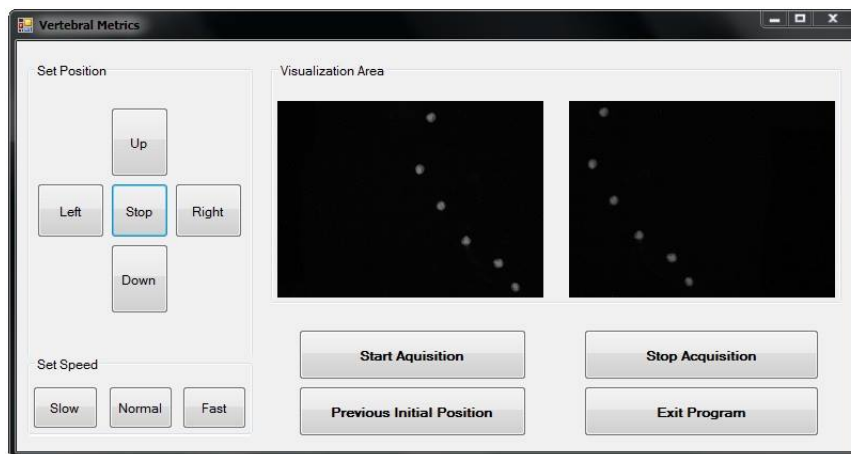 Vertebral Metrics
Set Position
Up
Left Stop Right
Down
Set Speed
Slow Normal Fast
Visualization Area
Start Aquisition Stop Acquisition
Previous Initial Position Exit Program